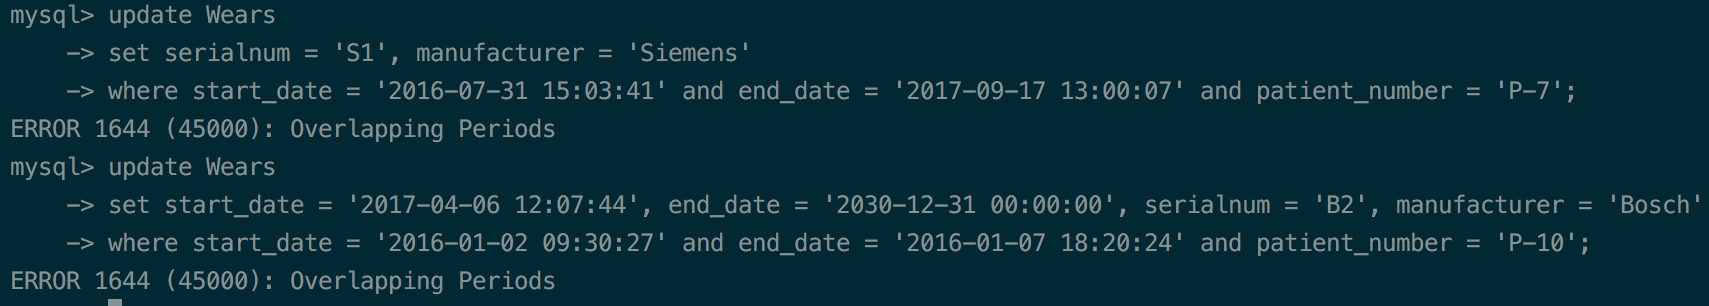 mysql> update Wears
    -> set serialnum = 'S1', manufacturer = 'Siemens'
    -> where start_date = '2016-07-31 15:03:41' and end_date = '2017-09-17 13:00:07' and patient_number = 'P-7';
ERROR 1644 (45000): Overlapping Periods
mysql> update Wears
    -> set start_date = '2017-04-06 12:07:44', end_date = '2030-12-31 00:00:00', serialnum = 'B2', manufacturer = 'Bosch'
    -> where start_date = '2016-01-02 09:30:27' and end_date = '2016-01-07 18:20:24' and patient_number = 'P-10';
ERROR 1644 (45000): Overlapping Periods